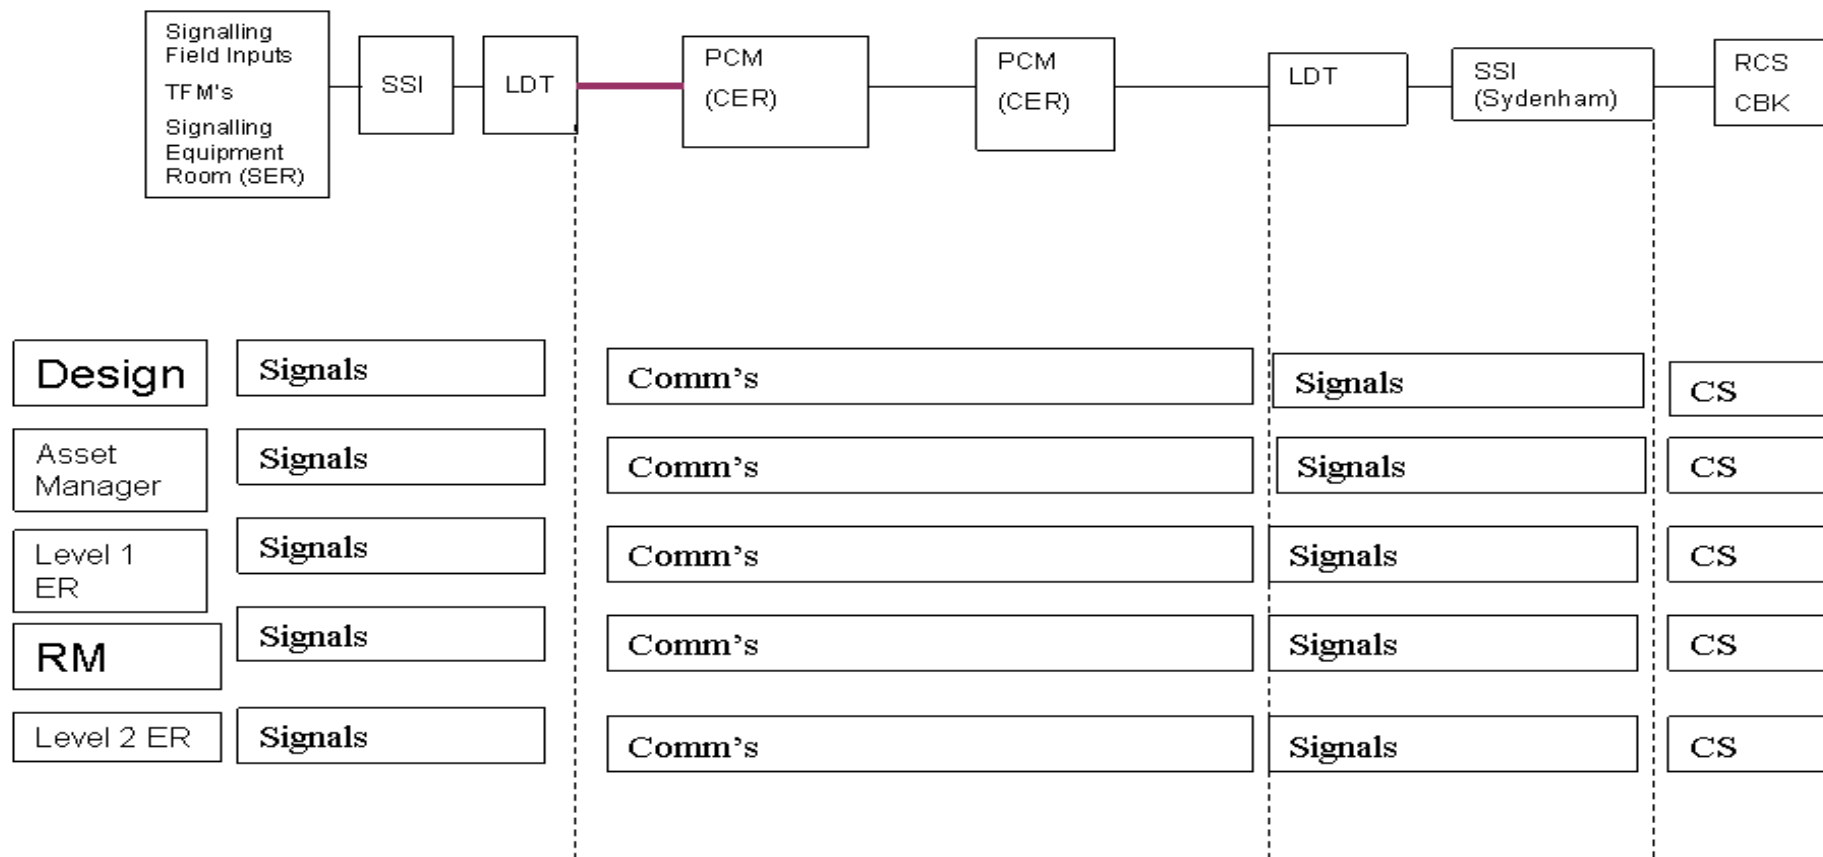 Signalling
Field Inputs
TFM's
Signalling
Equipment
Room (SER)
SSI
LDT
PCM
(CER)
PCM
(CER)
LDT
SSI
(Sydenham)
RCS
CBK
Design
Signals
Comm's
Signals
CS
Asset
Manager
Signals
Comm's
Signals
CS
Level 1
ER
Signals
Comm's
Signals
CS
RM
Signals
Comm's
Signals
CS
Level 2 ER
Signals
Comm's
Signals
CS